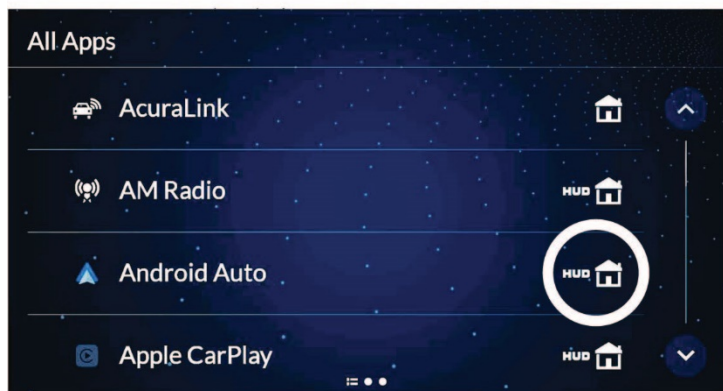 All Apps
AcuraLink
AM Radio
HUD
Android Auto
HUD
Apple CarPlay
HUD